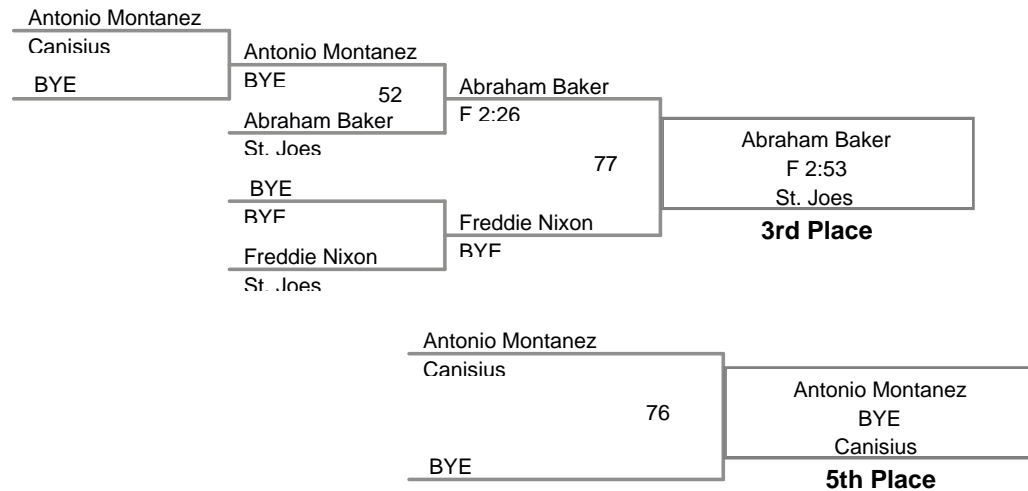 Antonio Montanez
Canisius
BYE
Antonio Montanez
BYE
52
Abraham Baker
St. Joes
Abraham Baker
F 2:26
77
BYE
BYE
Freddie Nixon
St. Joes
Freddie Nixon
BYE
Abraham Baker
F 2:53
St. Joes
3rd Place
Antonio Montanez
Canisius
76
BYE
Antonio Montanez
BYE
Canisius
5th Place